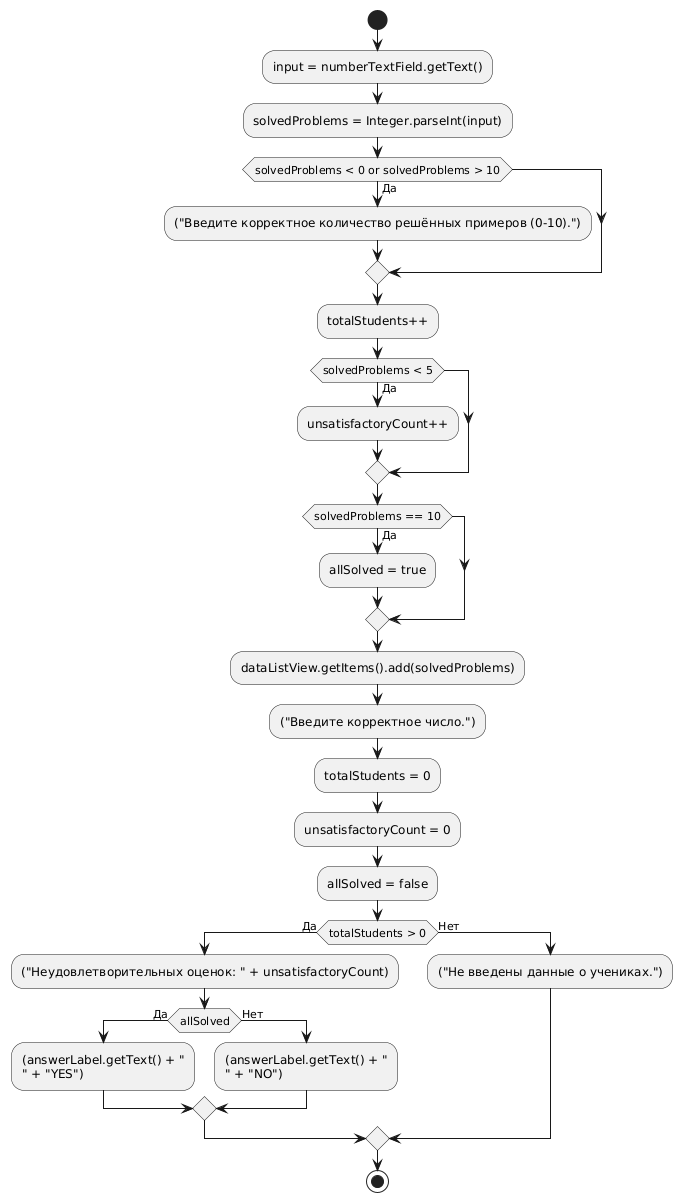 input = numberTextField.getText()
solvedProblems = Integer.parseInt(input)
solvedProblems < 0 or solvedProblems > 10
Да
("Введите корректное количество решённых примеров (0-10).")
totalStudents++
solvedProblems < 5
Да
unsatisfactoryCount++
solvedProblems == 10
Да
allSolved = true
dataListView.getItems().add(solvedProblems)
("Введите корректное число.")
totalStudents = 0
unsatisfactoryCount = 0
allSolved = false
Да
totalStudents > 0
Нет
("Неудовлетворительных оценок: " + unsatisfactoryCount)
("Не введены данные о учениках.")
Да
allSolved
Нет
(answerLabel.getText() + "
" + "YES")
(answerLabel.getText() + "
" + "NO")